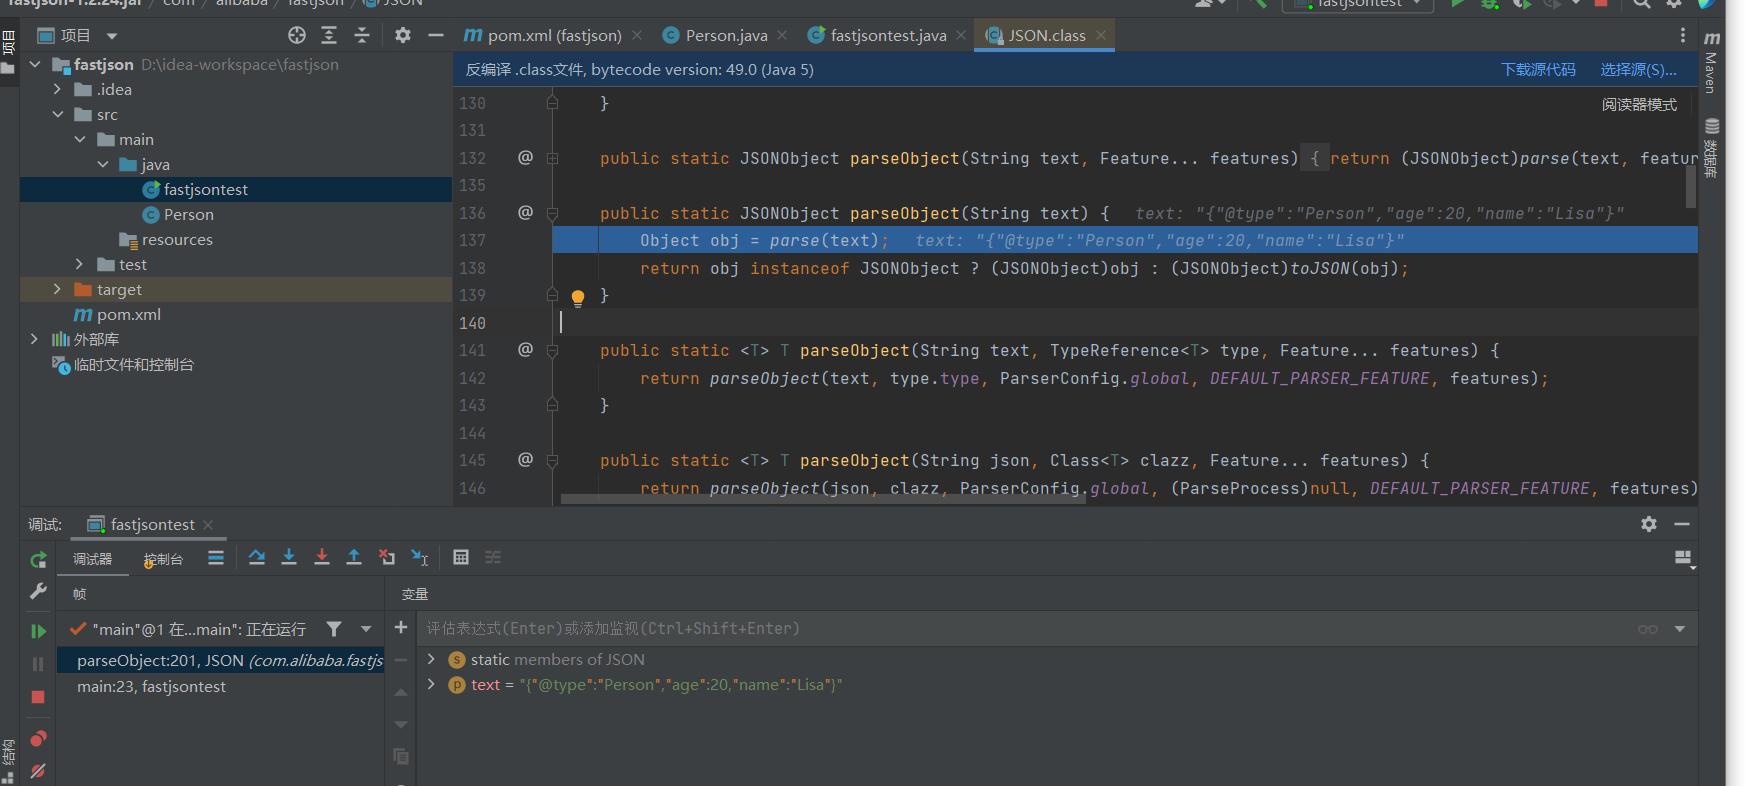 fastjson-1.2.24.jar / com / alibaba / fastjson / JSON
fastjsontest
项目
pom.xml (fastjson)
Person.java
fastjsontest.java
JSON.class
项目
fastjson D:\idea-workspace\fastjson
.idea
src
main
java
fastjsontest
Person
resources
test
target
m pom.xml
外部库
临时文件和控制台
反编译 .class文件, bytecode version: 49.0 (Java 5)
下载源代码
选择源(S)...
阅读器模式
130 }
131
132 @ public static JSONObject parseObject(String text, Feature... features) { return (JSONObject)parse(text, featur
135
136 @ public static JSONObject parseObject(String text) { text: "{"@type":"Person","age":20,"name":"Lisa"}"
137 Object obj = parse(text); text: "{"@type":"Person","age":20,"name":"Lisa"}"
138 return obj instanceof JSONObject ? (JSONObject)obj : (JSONObject)toJSON(obj);
139 }
140
141 @ public static <T> T parseObject(String text, TypeReference<T> type, Feature... features) {
142 return parseObject(text, type.type, ParserConfig.global, DEFAULT_PARSER_FEATURE, features);
143 }
144
145 @ public static <T> T parseObject(String json, Class<T> clazz, Feature... features) {
146 return parseObject(json, clazz, ParserConfig.global, (ParseProcess)null, DEFAULT_PARSER_FEATURE, features)
m Maven
数据库
调试:
fastjsontest
调试器
控制台
帧
变量
"main"@1 在...main": 正在运行
评估表达式(Enter)或添加监视(Ctrl+Shift+Enter)
parseObject:201, JSON (com.alibaba.fastjs
main:23, fastjsontest
static members of JSON
text = "{"@type":"Person","age":20,"name":"Lisa"}"
结构